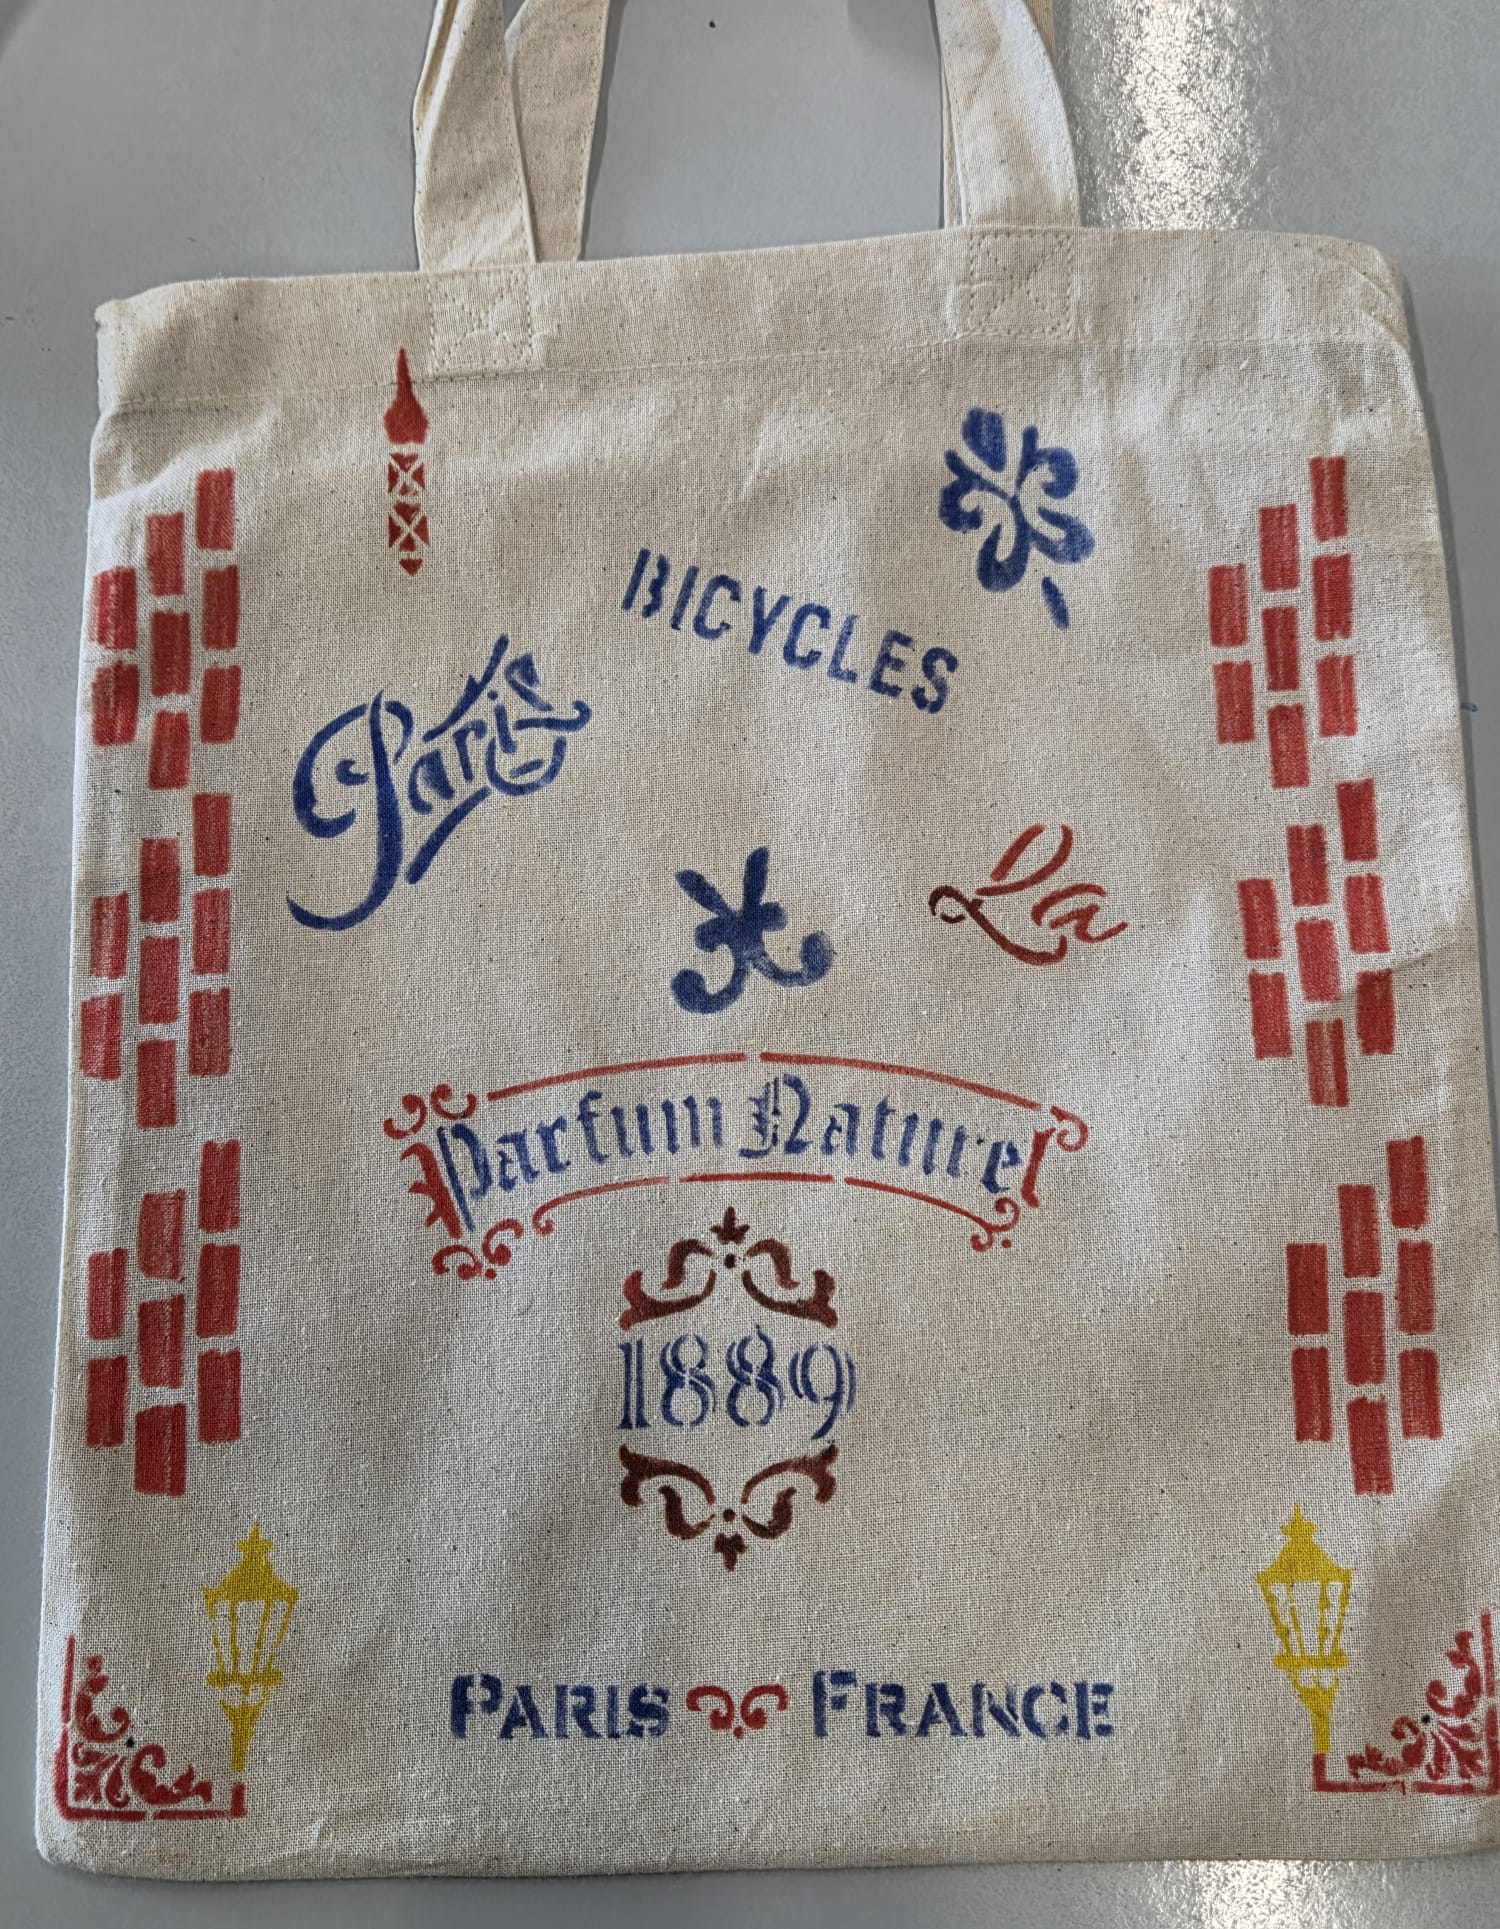 BICYCLES
Paris
La
Parfum Naturel
1889
PARIS FRANCE